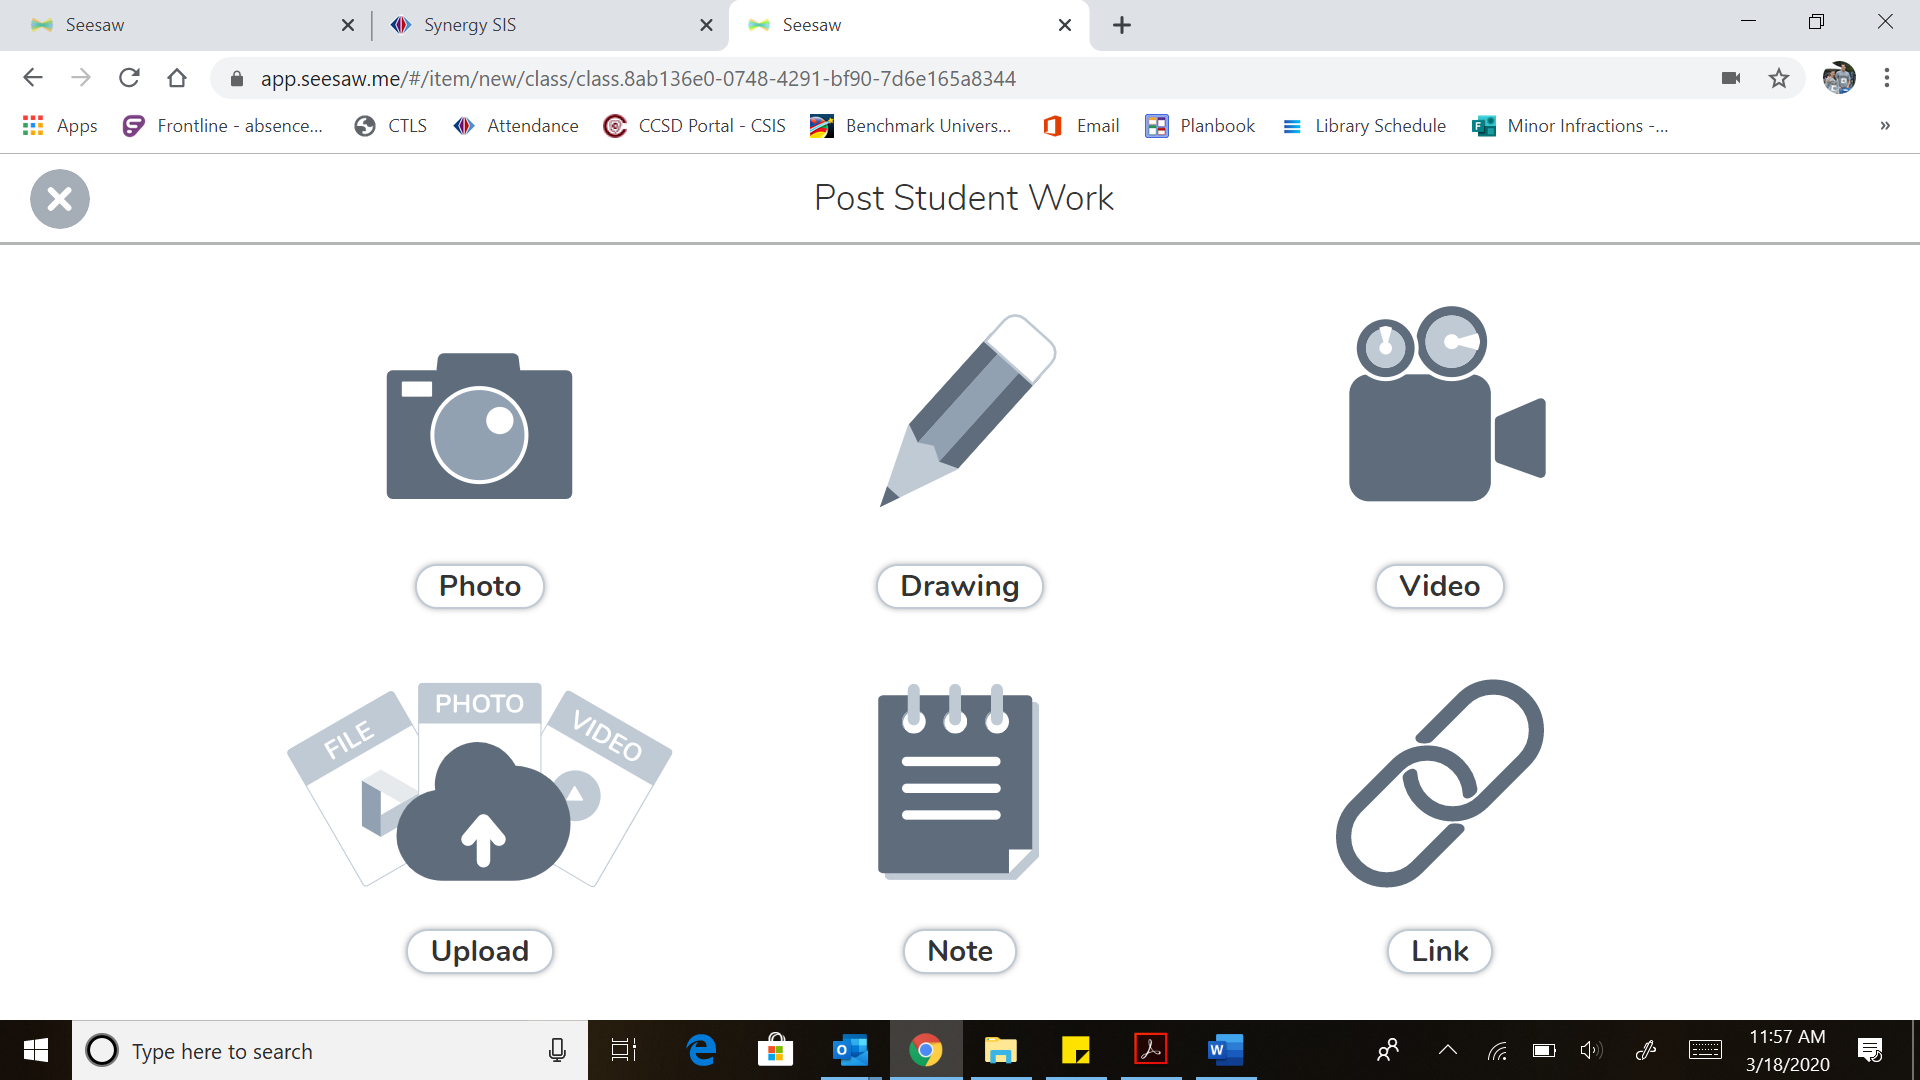 Seesaw
Synergy SIS
Seesaw
app.seesaw.me/#/item/new/class/class.8ab136e0-0748-4291-bf90-7d6e165a8344
Apps
Frontline - absence...
CTLS
Attendance
CCSD Portal - CSIS
Benchmark Univers...
Email
Planbook
Library Schedule
Minor Infractions -...
»
Post Student Work
Photo
Drawing
Video
FILE
PHOTO
VIDEO
Upload
Note
Link
Type here to search
11:57 AM
3/18/2020